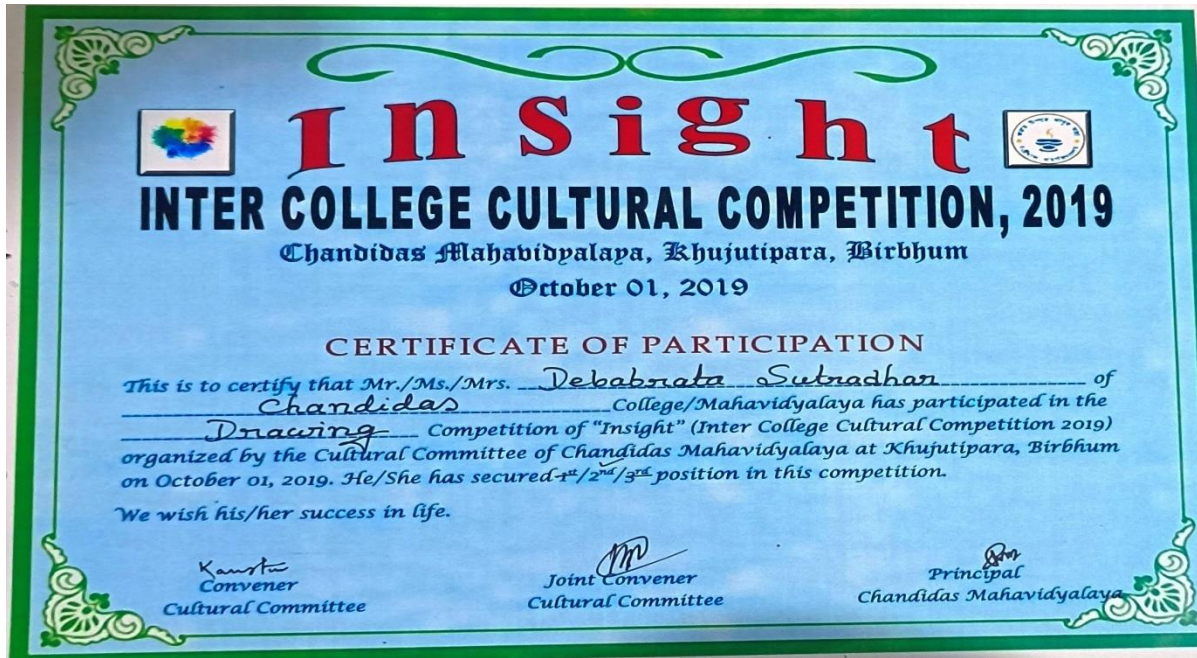 Insight
INTER COLLEGE CULTURAL COMPETITION, 2019
Chandidas Mahavidyalaya, Khujutipara, Birbhum
October 01, 2019
CERTIFICATE OF PARTICIPATION
This is to certify that Mr./Ms./Mrs. Debabrata Sutradhar of
Chandidas College/Mahavidyalaya has participated in the
Drawing Competition of "Insight" (Inter College Cultural Competition 2019)
organized by the Cultural Committee of Chandidas Mahavidyalaya at Khujutipara, Birbhum
on October 01, 2019. He/She has secured 1st/2nd/3rd position in this competition.
We wish his/her success in life.
Convener
Cultural Committee
Joint Convener
Cultural Committee
Principal
Chandidas Mahavidyalaya